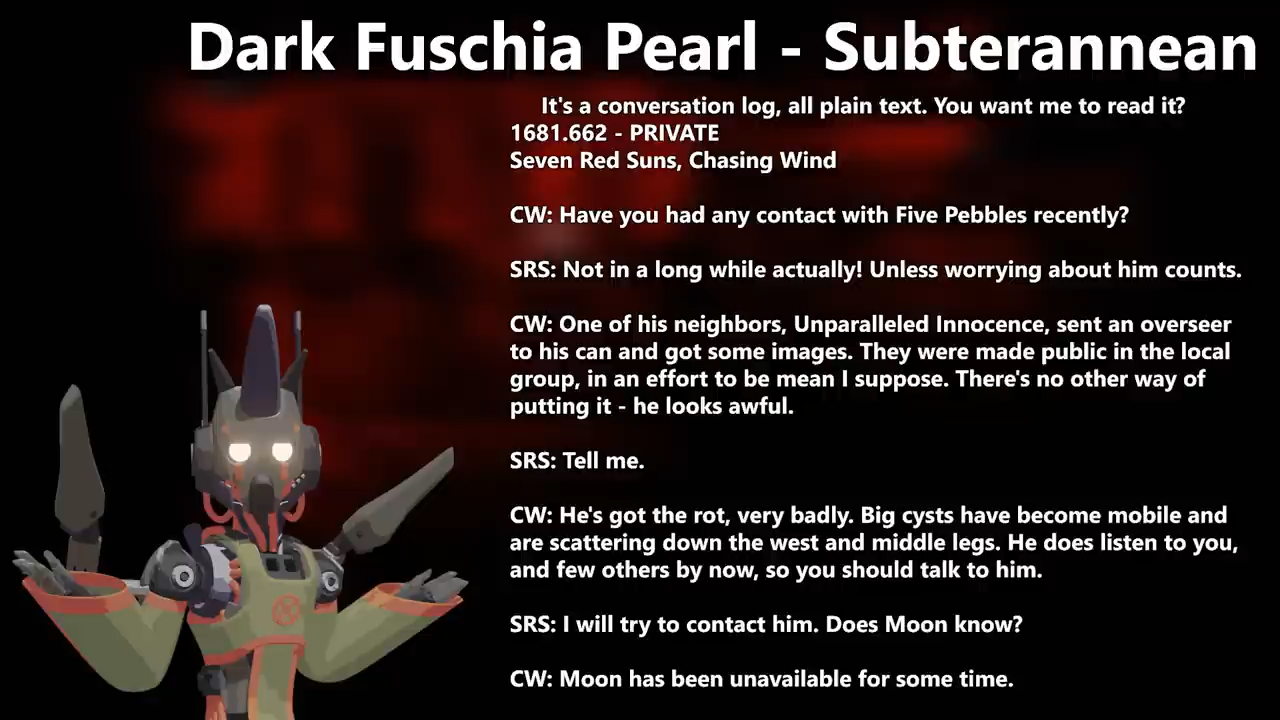 Dark Fuschia Pearl - Subterannean
It's a conversation log, all plain text. You want me to read it?
1681.662 - PRIVATE
Seven Red Suns, Chasing Wind
CW: Have you had any contact with Five Pebbles recently?
SRS: Not in a long while actually! Unless worrying about him counts.
CW: One of his neighbors, Unparalleled Innocence, sent an overseer
to his can and got some images. They were made public in the local
group, in an effort to be mean I suppose. There's no other way of
putting it - he looks awful.
SRS: Tell me.
CW: He's got the rot, very badly. Big cysts have become mobile and
are scattering down the west and middle legs. He does listen to you,
and few others by now, so you should talk to him.
SRS: I will try to contact him. Does Moon know?
CW: Moon has been unavailable for some time.